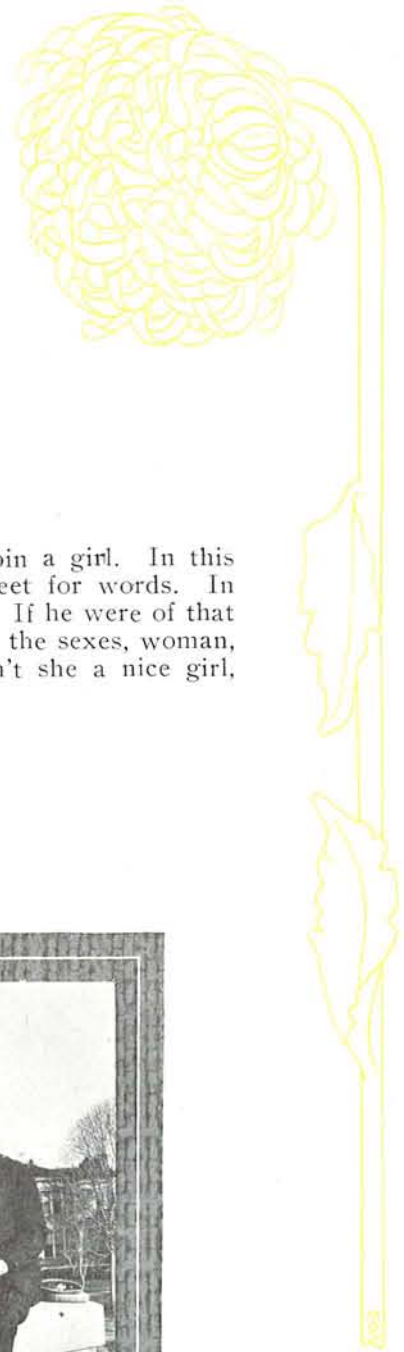 oin a girl. In this
eet for words. In
If he were of that
the sexes, woman,
n't she a nice girl,